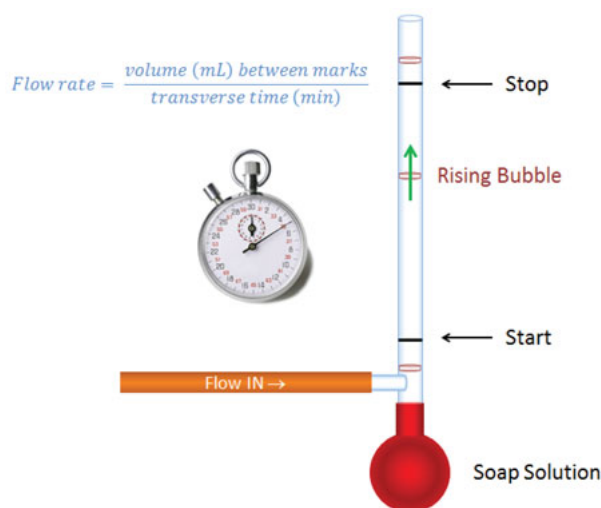 Flow rate = volume (mL) between marks / transverse time (min)
Stop
Rising Bubble
Start
Flow IN →
Soap Solution